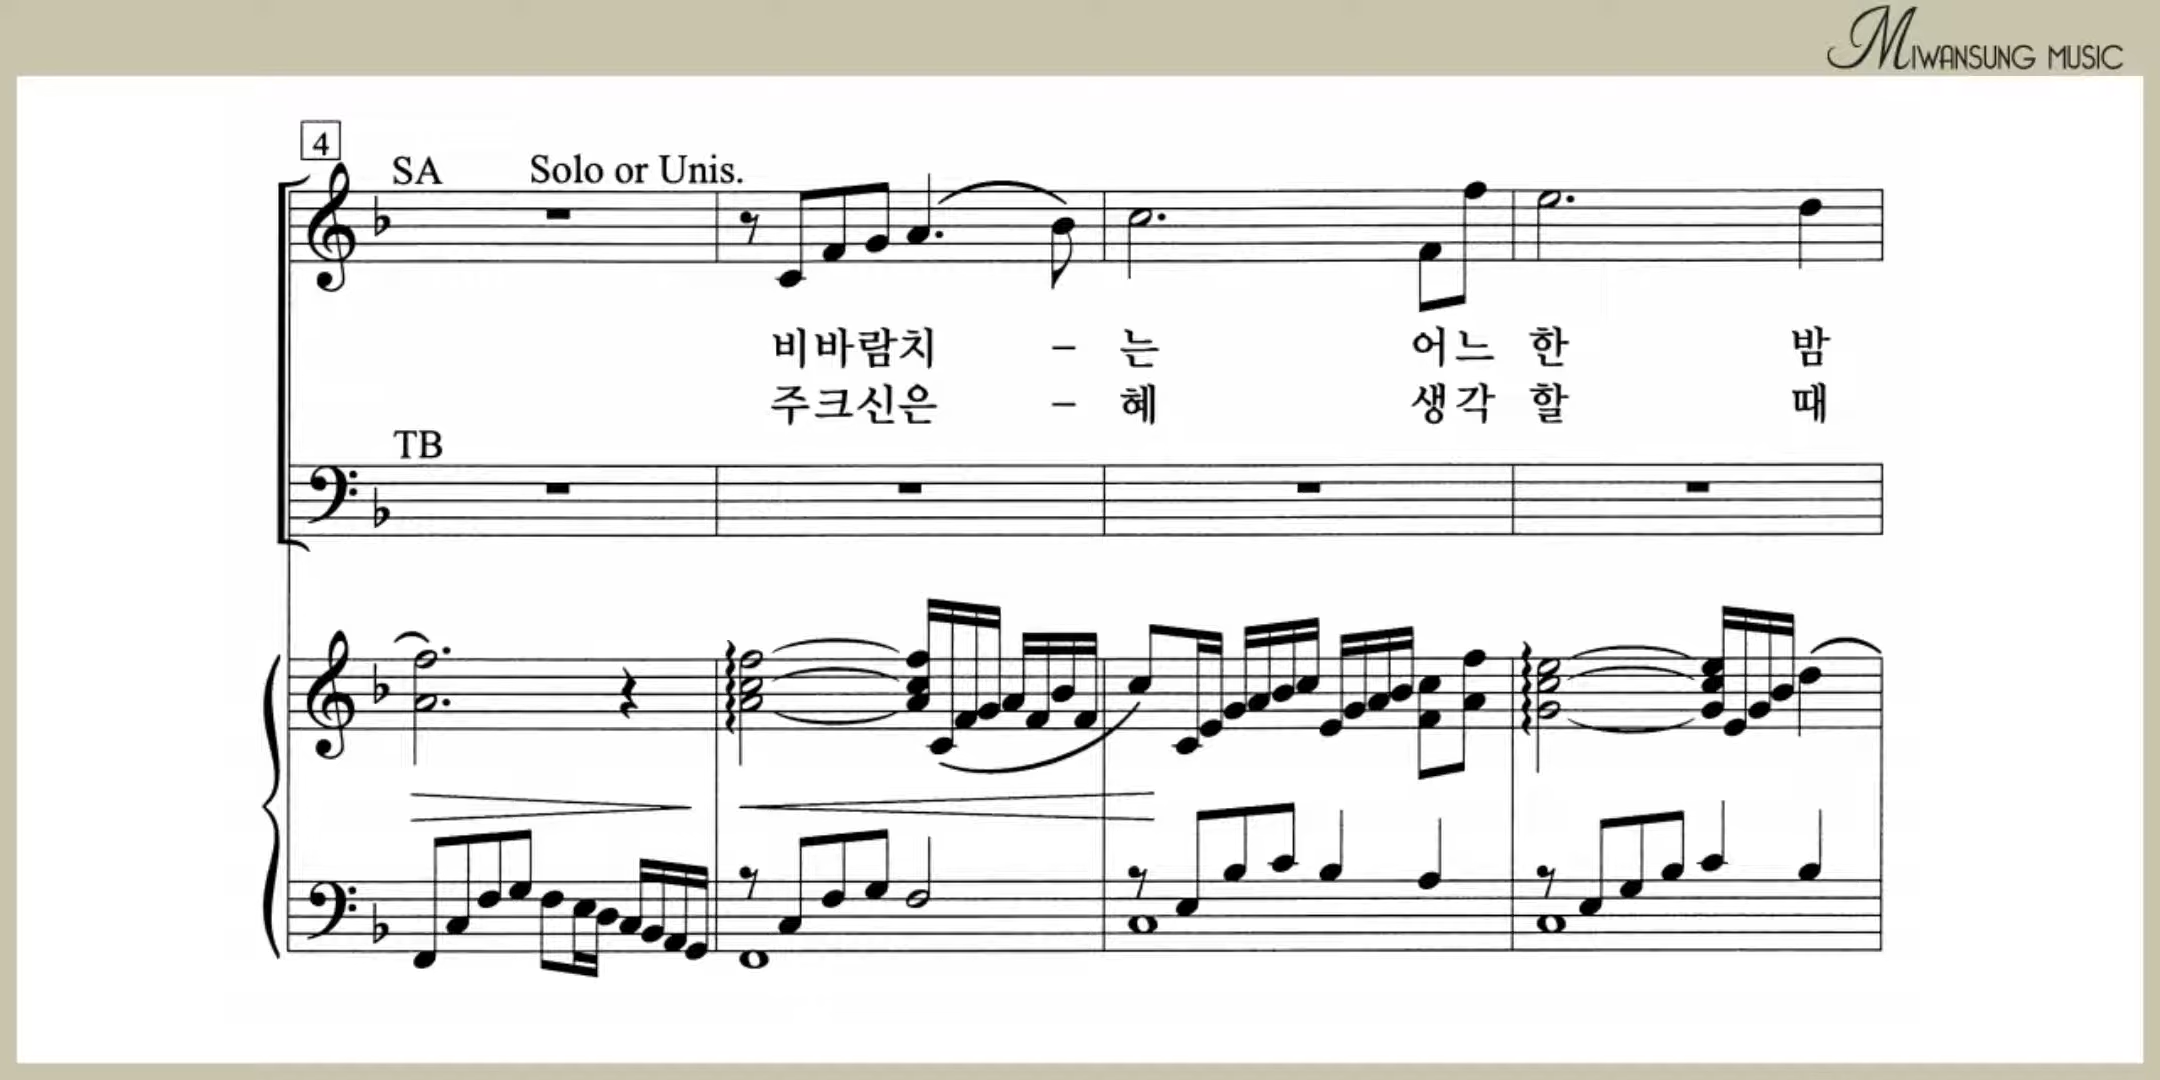 MIWANSUNG MUSIC
4
SA Solo or Unis.
비바람치 - 는 어느 한 밤
주크신은 - 혜 생각 할 때
TB